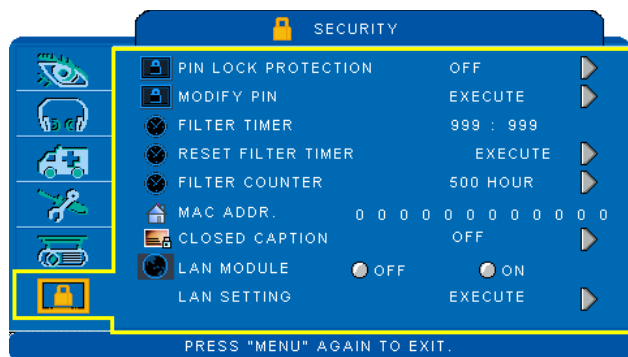 SECURITY
PIN LOCK PROTECTION OFF
MODIFY PIN EXECUTE
FILTER TIMER 999 : 999
RESET FILTER TIMER EXECUTE
FILTER COUNTER 500 HOUR
MAC ADDR. 0 0 0 0 0 0 0 0 0 0 0 0
CLOSED CAPTION OFF
LAN MODULE OFF ON
LAN SETTING EXECUTE
PRESS "MENU" AGAIN TO EXIT.